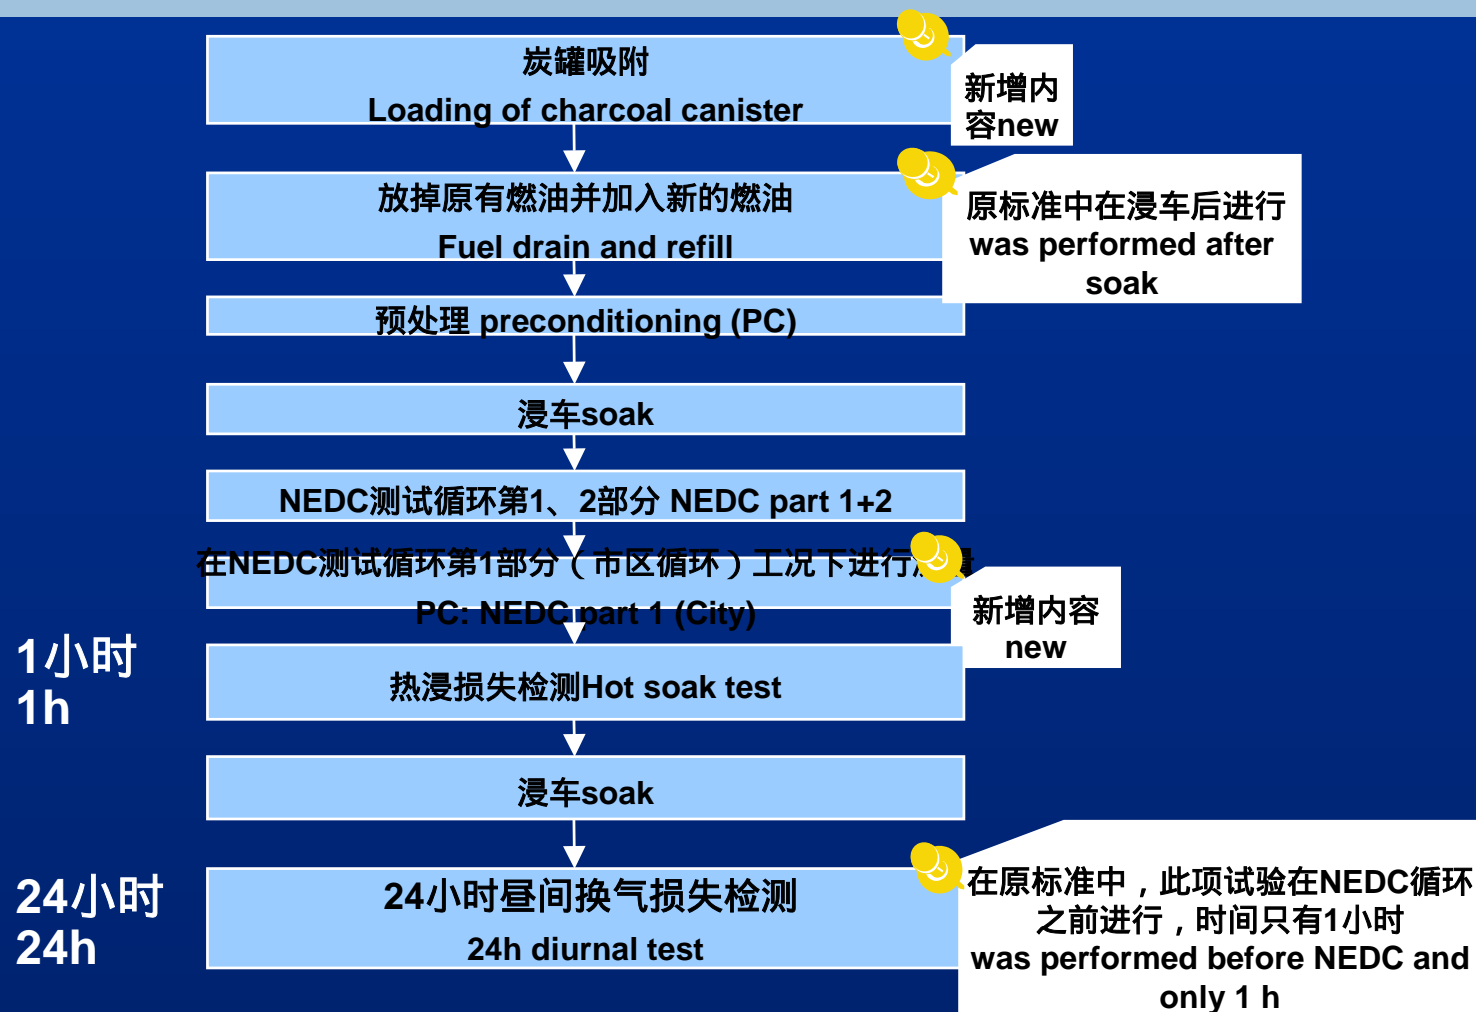 炭罐吸附
Loading of charcoal canister
新增内
容new
放掉原有燃油并加入新的燃油
Fuel drain and refill
原标准中在浸车后进行
was performed after
soak
预处理 preconditioning (PC)
浸车soak
NEDC测试循环第1、2部分 NEDC part 1+2
在NEDC测试循环第1部分（市区循环）工况下进行
PC: NEDC part 1 (City)
新增内容
new
1小时
1h
热浸损失检测Hot soak test
浸车soak
24小时
24h
24小时昼间换气损失检测
24h diurnal test
在原标准中，此项试验在NEDC循环
之前进行，时间只有1小时
was performed before NEDC and
only 1 h